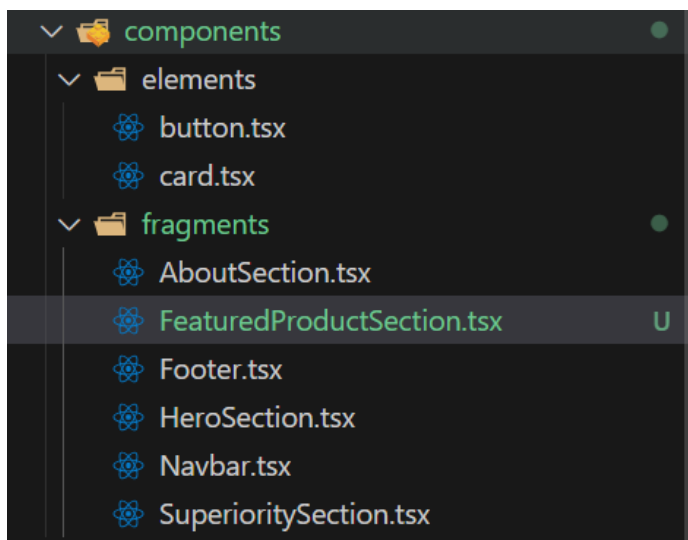 components
elements
button.tsx
card.tsx
fragments
AboutSection.tsx
FeaturedProductSection.tsx U
Footer.tsx
HeroSection.tsx
Navbar.tsx
SuperioritySection.tsx